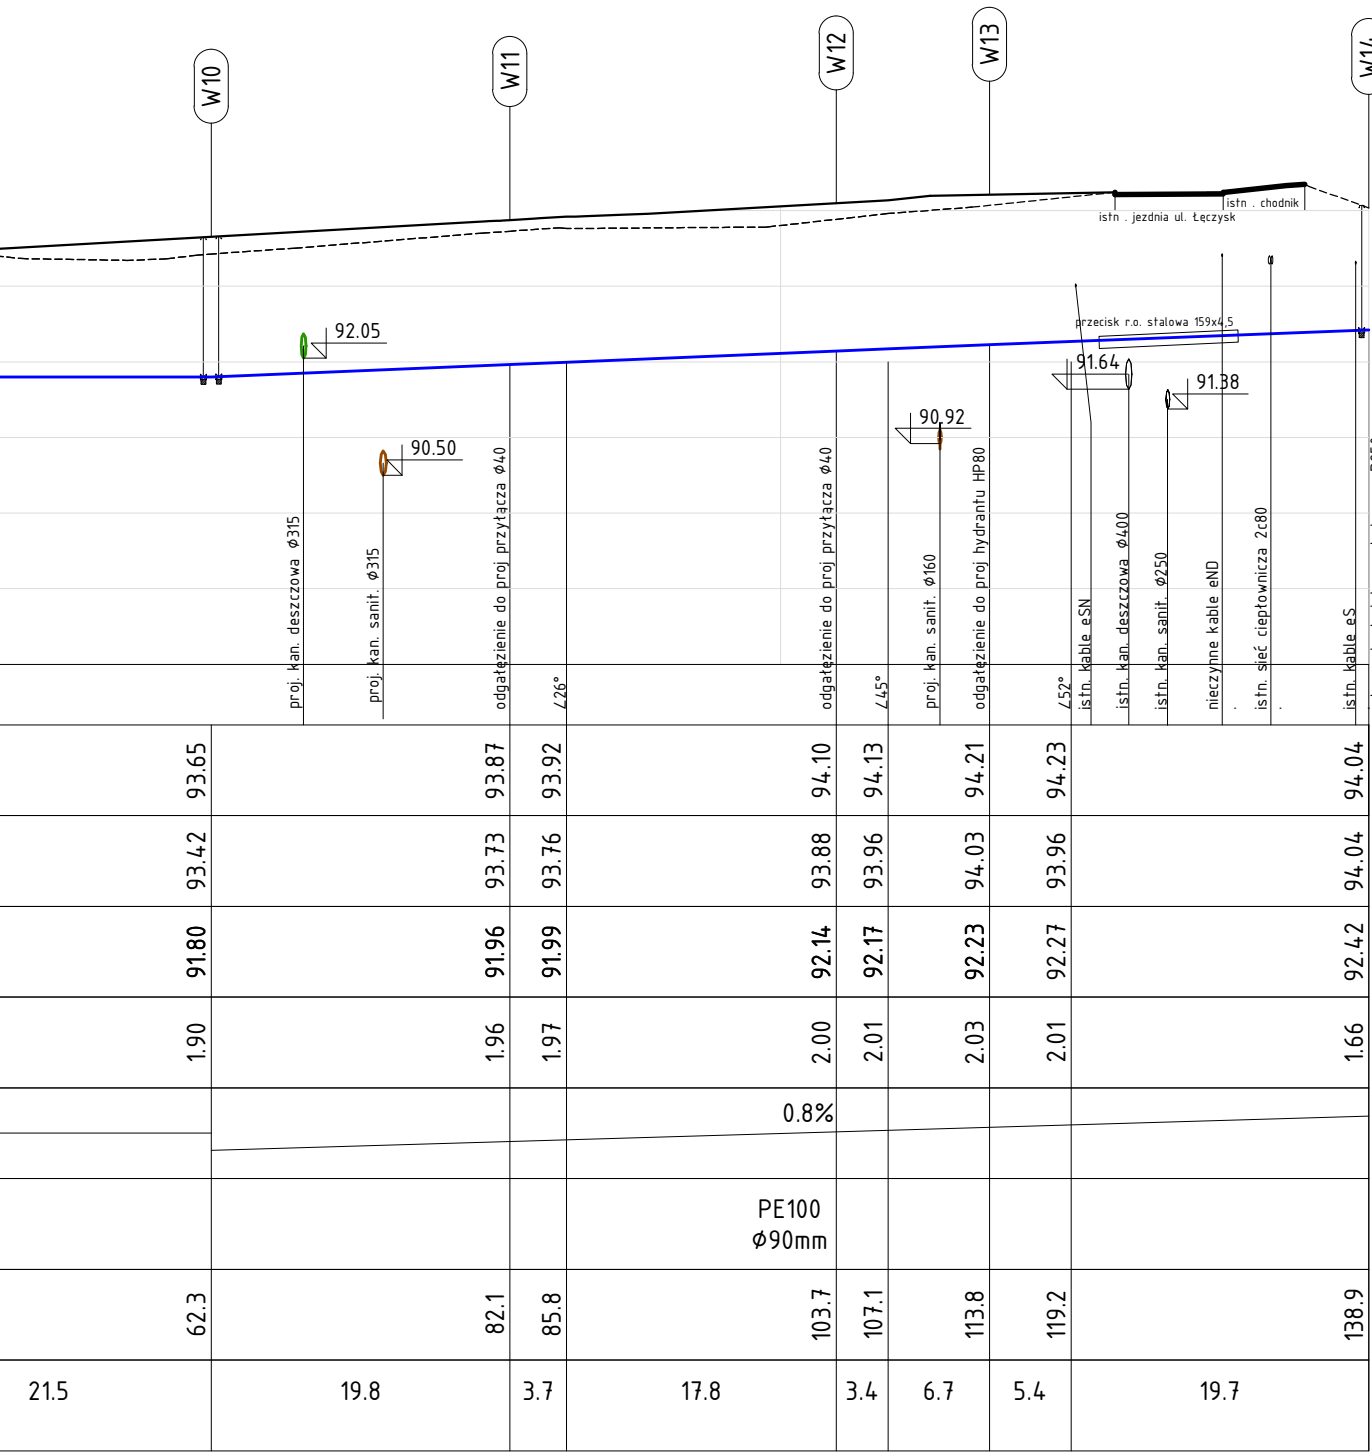 W10
W11
W12
W13
istn . chodnik
istn . jezdnia ul. Łęczysk
92.05
przecisk r.o. stalowa 159x4,5
91.64
91.38
90.92
90.50
proj. kan. deszczowa ⌀315
proj. kan. sanit. ⌀315
odgałęzienie do proj przyłącza ⌀40
∠26°
odgałęzienie do proj przyłącza ⌀40
∠45°
proj. kan. sanit. ⌀160
odgałęzienie do proj hydrantu HP80
∠52°
istn. kable eSN
istn. kan. deszczowa ⌀400
istn. kan. sanit. ⌀250
nieczynne kable eND
istn. sieć ciepłownicza 2c80
istn. kable eS
93.65 93.87 93.92 94.10 94.13 94.21 94.23 94.04
93.42 93.73 93.76 93.88 93.96 94.03 93.96 94.04
91.80 91.96 91.99 92.14 92.17 92.23 92.27 92.42
1.90 1.96 1.97 2.00 2.01 2.03 2.01 1.66
0.8%
PE100
⌀90mm
62.3 82.1 85.8 103.7 107.1 113.8 119.2 138.9
21.5 19.8 3.7 17.8 3.4 6.7 5.4 19.7